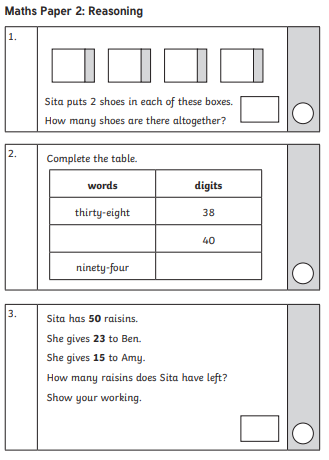 Maths Paper 2: Reasoning
1.
Sita puts 2 shoes in each of these boxes.
How many shoes are there altogether?
2.
Complete the table.
words digits
thirty-eight 38
40
ninety-four
3.
Sita has 50 raisins.
She gives 23 to Ben.
She gives 15 to Amy.
How many raisins does Sita have left?
Show your working.